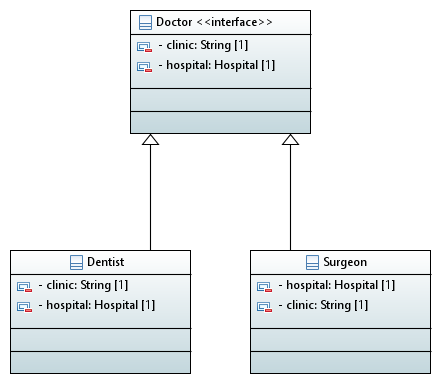 Doctor <<interface>>
- clinic: String [1]
- hospital: Hospital [1]
Dentist
- clinic: String [1]
- hospital: Hospital [1]
Surgeon
- hospital: Hospital [1]
- clinic: String [1]